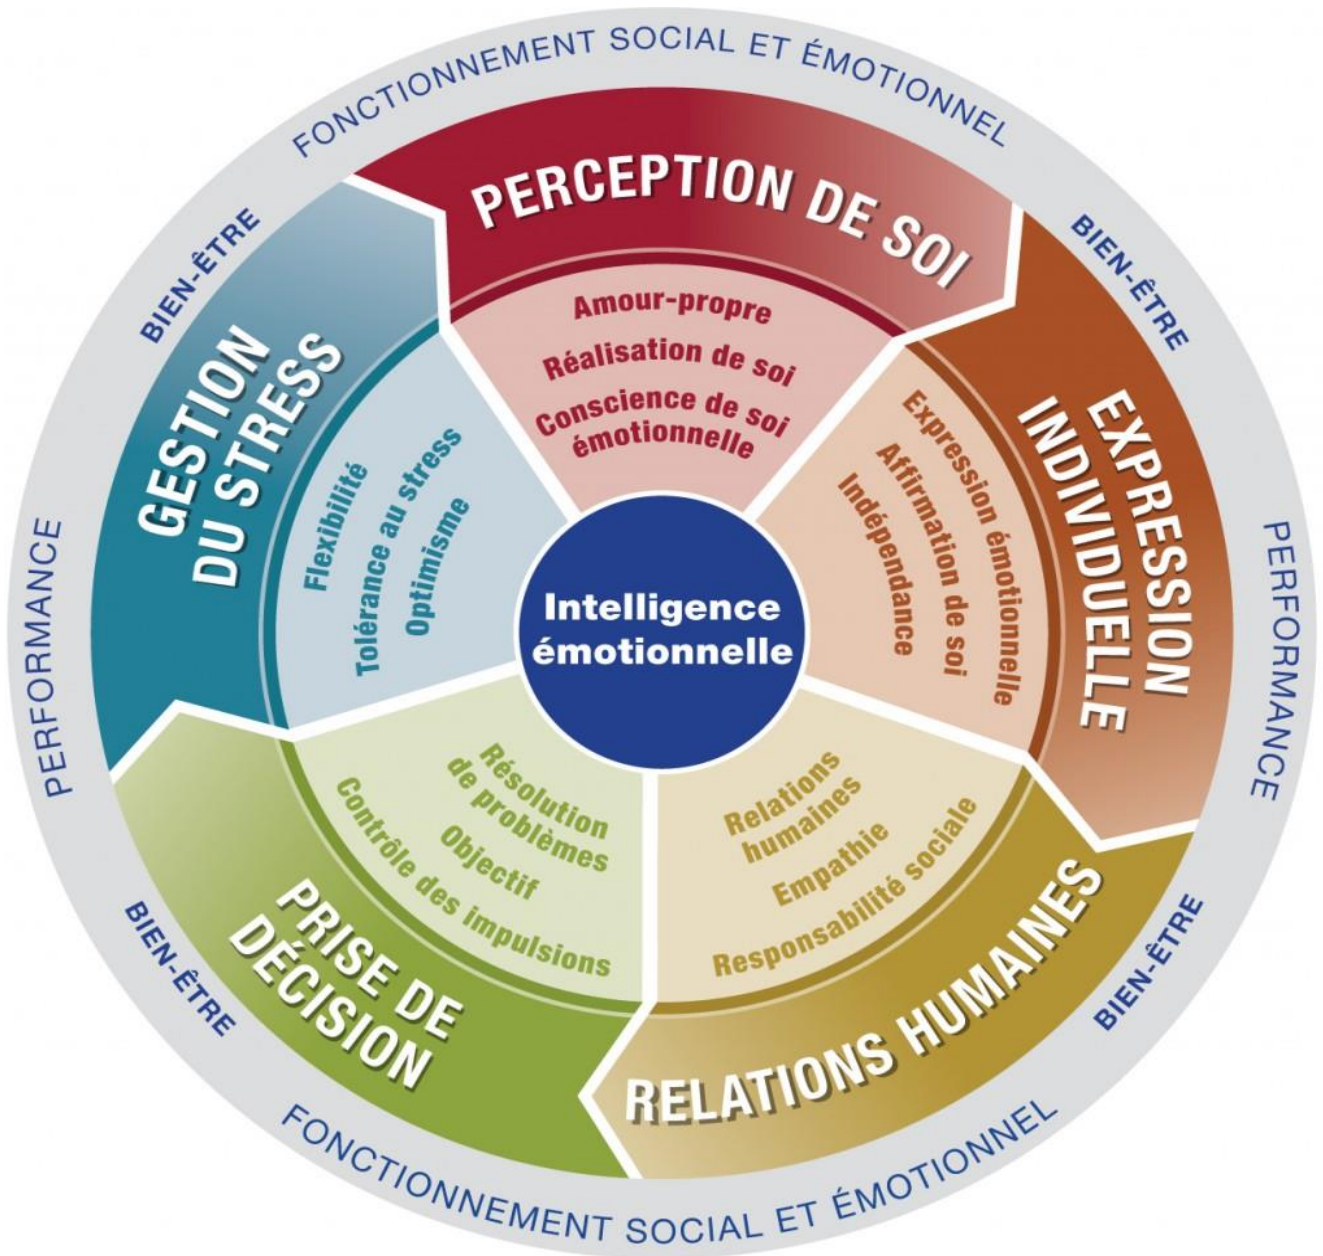 FONCTIONNEMENT SOCIAL ET ÉMOTIONNEL
BIEN-ÊTRE
PERFORMANCE
BIEN-ÊTRE
FONCTIONNEMENT SOCIAL ET ÉMOTIONNEL
BIEN-ÊTRE
PERFORMANCE
BIEN-ÊTRE
PERCEPTION DE SOI
Amour-propre
Réalisation de soi
Conscience de soi
émotionnelle
EXPRESSION
INDIVIDUELLE
Expression émotionnelle
Affirmation de soi
Indépendance
RELATIONS HUMAINES
Relations
humaines
Empathie
Responsabilité sociale
PRISE DE
DÉCISION
Résolution
de problèmes
Objectif
Contrôle des impulsions
GESTION
DU STRESS
Flexibilité
Tolérance au stress
Optimisme
Intelligence
émotionnelle